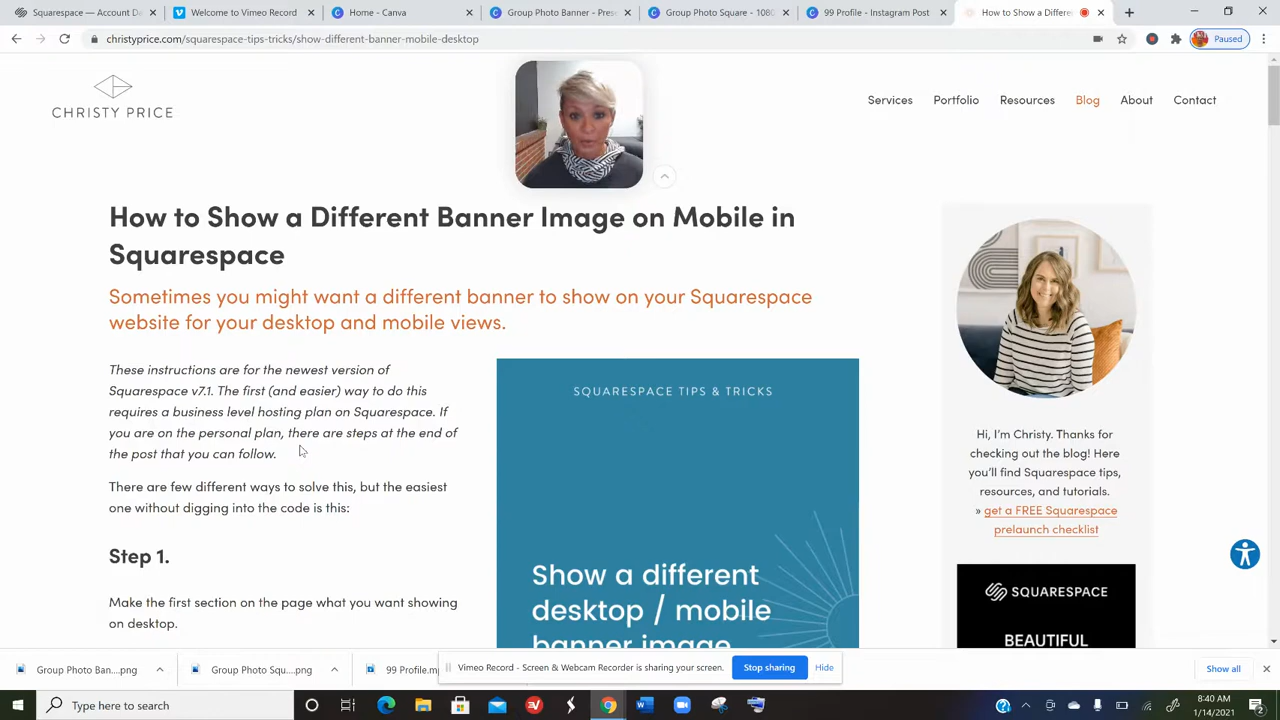 Squarespace — Account Da
Welcome to Vimeo Record
Home - Canva
Group Photo Banner - Prese
Group Photo Square - 1080
99 Profile - Instagram Post
How to Show a Differe
christyprice.com/squarespace-tips-tricks/show-different-banner-mobile-desktop
Paused
CHRISTY PRICE
Services Portfolio Resources Blog About Contact
How to Show a Different Banner Image on Mobile in
Squarespace
Sometimes you might want a different banner to show on your Squarespace
website for your desktop and mobile views.
These instructions are for the newest version of
Squarespace v7.1. The first (and easier) way to do this
requires a business level hosting plan on Squarespace. If
you are on the personal plan, there are steps at the end of
the post that you can follow.
There are few different ways to solve this, but the easiest
one without digging into the code is this:
Step 1.
Make the first section on the page what you want showing
on desktop.
SQUARESPACE TIPS & TRICKS
Show a different
desktop / mobile
banner image
Hi, I'm Christy. Thanks for
checking out the blog! Here
you'll find Squarespace tips,
resources, and tutorials.
» get a FREE Squarespace
prelaunch checklist
SQUARESPACE
BEAUTIFUL
Group Photo Ban....png
Group Photo Squ....png
99 Profile.m
Vimeo Record - Screen & Webcam Recorder is sharing your screen.
Stop sharing
Hide
Show all
Type here to search
8:40 AM
1/14/2021
2